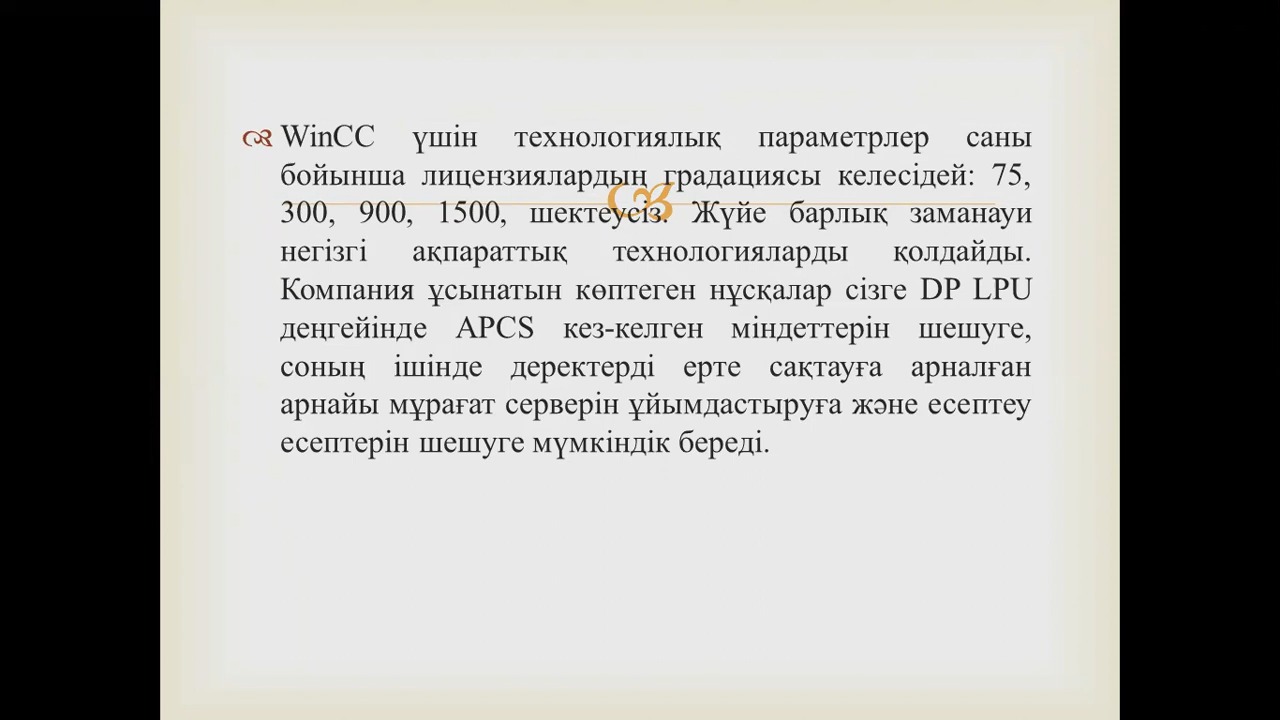 WinCC үшін технологиялық параметрлер саны
бойынша лицензиялардың градациясы келесідей: 75,
300, 900, 1500, шектеусіз. Жүйе барлық заманауи
негізгі ақпараттық технологияларды қолдайды.
Компания ұсынатын көптеген нұсқалар сізге DP LPU
деңгейінде APCS кез-келген міндеттерін шешуге,
соның ішінде деректерді ерте сақтауға арналған
арнайы мұрағат серверін ұйымдастыруға және есептеу
есептерін шешуге мүмкіндік береді.